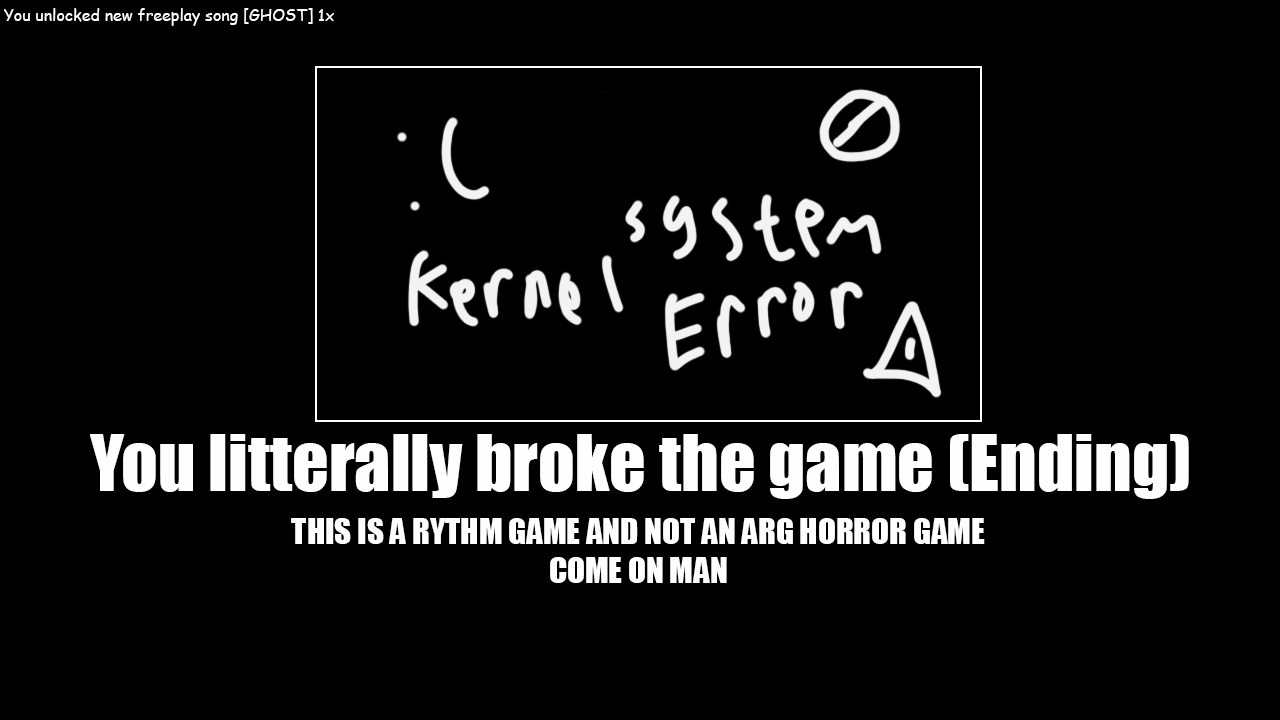 You unlocked new freeplay song [GHOST] 1x
:(
system
Kernel
Error
!
You litterally broke the game (Ending)
THIS IS A RYTHM GAME AND NOT AN ARG HORROR GAME
COME ON MAN